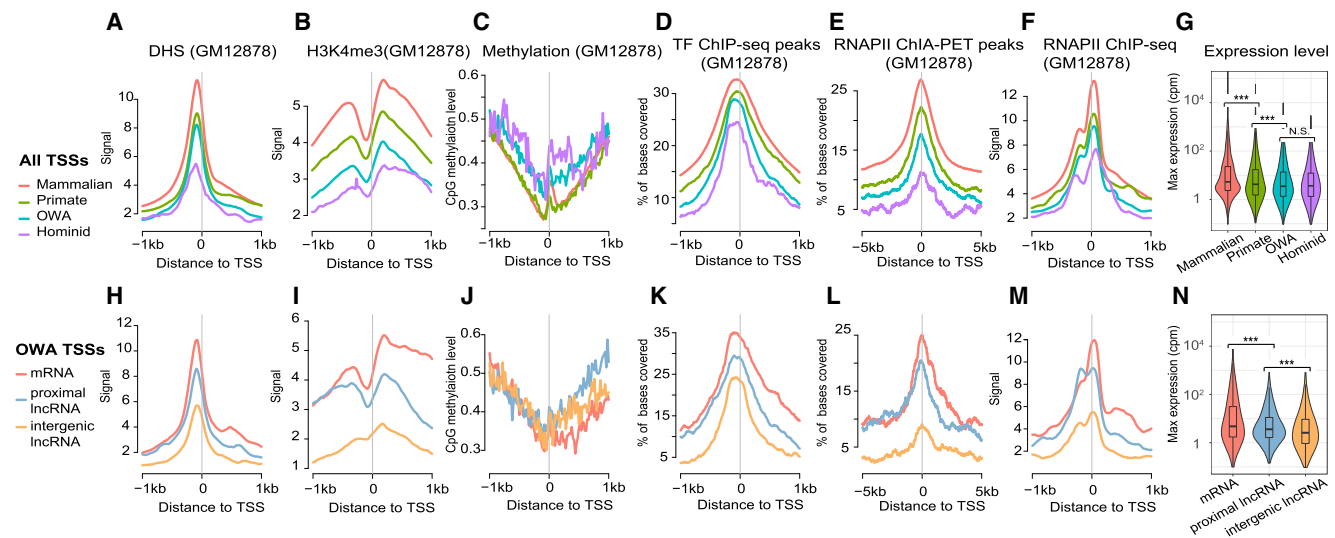 A
DHS (GM12878)
Signal
10
8
6
4
2
−1kb 0 1kb
Distance to TSS
B
H3K4me3(GM12878)
Signal
5
4
3
2
−1kb 0 1kb
Distance to TSS
C
Methylation (GM12878)
CpG methylaiotn level
0.6
0.5
0.4
0.3
−1kb 0 1kb
Distance to TSS
D
TF ChIP-seq peaks
(GM12878)
% of bases covered
30
25
20
15
10
−1kb 0 1kb
Distance to TSS
E
RNAPII ChIA-PET peaks
(GM12878)
% of bases covered
25
15
5
−5kb 0 5kb
Distance to TSS
F
RNAPII ChIP-seq
(GM12878)
Signal
12
10
8
6
4
2
−1kb 0 1kb
Distance to TSS
G
Expression level
Max expression (cpm)
10⁴
10²
1
***
***
N.S.
Mammalian
Primate
OWA
Hominid
All TSSs
Mammalian
Primate
OWA
Hominid
H
Signal
12
10
8
6
4
2
−1kb 0 1kb
Distance to TSS
I
Signal
6
5
4
3
2
1
−1kb 0 1kb
Distance to TSS
J
CpG methylaiotn level
0.6
0.5
0.4
0.3
−1kb 0 1kb
Distance to TSS
K
% of bases covered
35
25
15
5
−1kb 0 1kb
Distance to TSS
L
% of bases covered
25
15
5
−5kb 0 5kb
Distance to TSS
M
Signal
12
10
8
6
4
2
−1kb 0 1kb
Distance to TSS
N
Max expression (cpm)
10⁴
10²
1
***
***
mRNA
proximal lncRNA
intergenic lncRNA
OWA TSSs
mRNA
proximal
lncRNA
intergenic
lncRNA